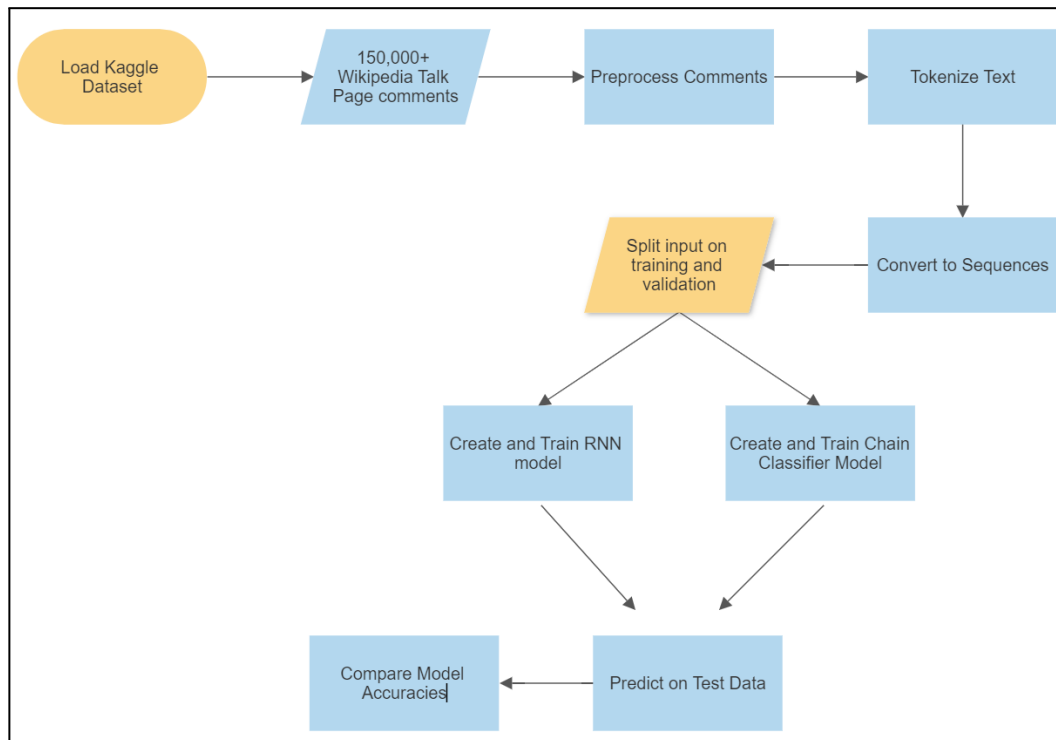 Load Kaggle
Dataset
150,000+
Wikipedia Talk
Page comments
Preprocess Comments
Tokenize Text
Split input on
training and
validation
Convert to Sequences
Create and Train RNN
model
Create and Train Chain
Classifier Model
Compare Model
Accuracies
Predict on Test Data